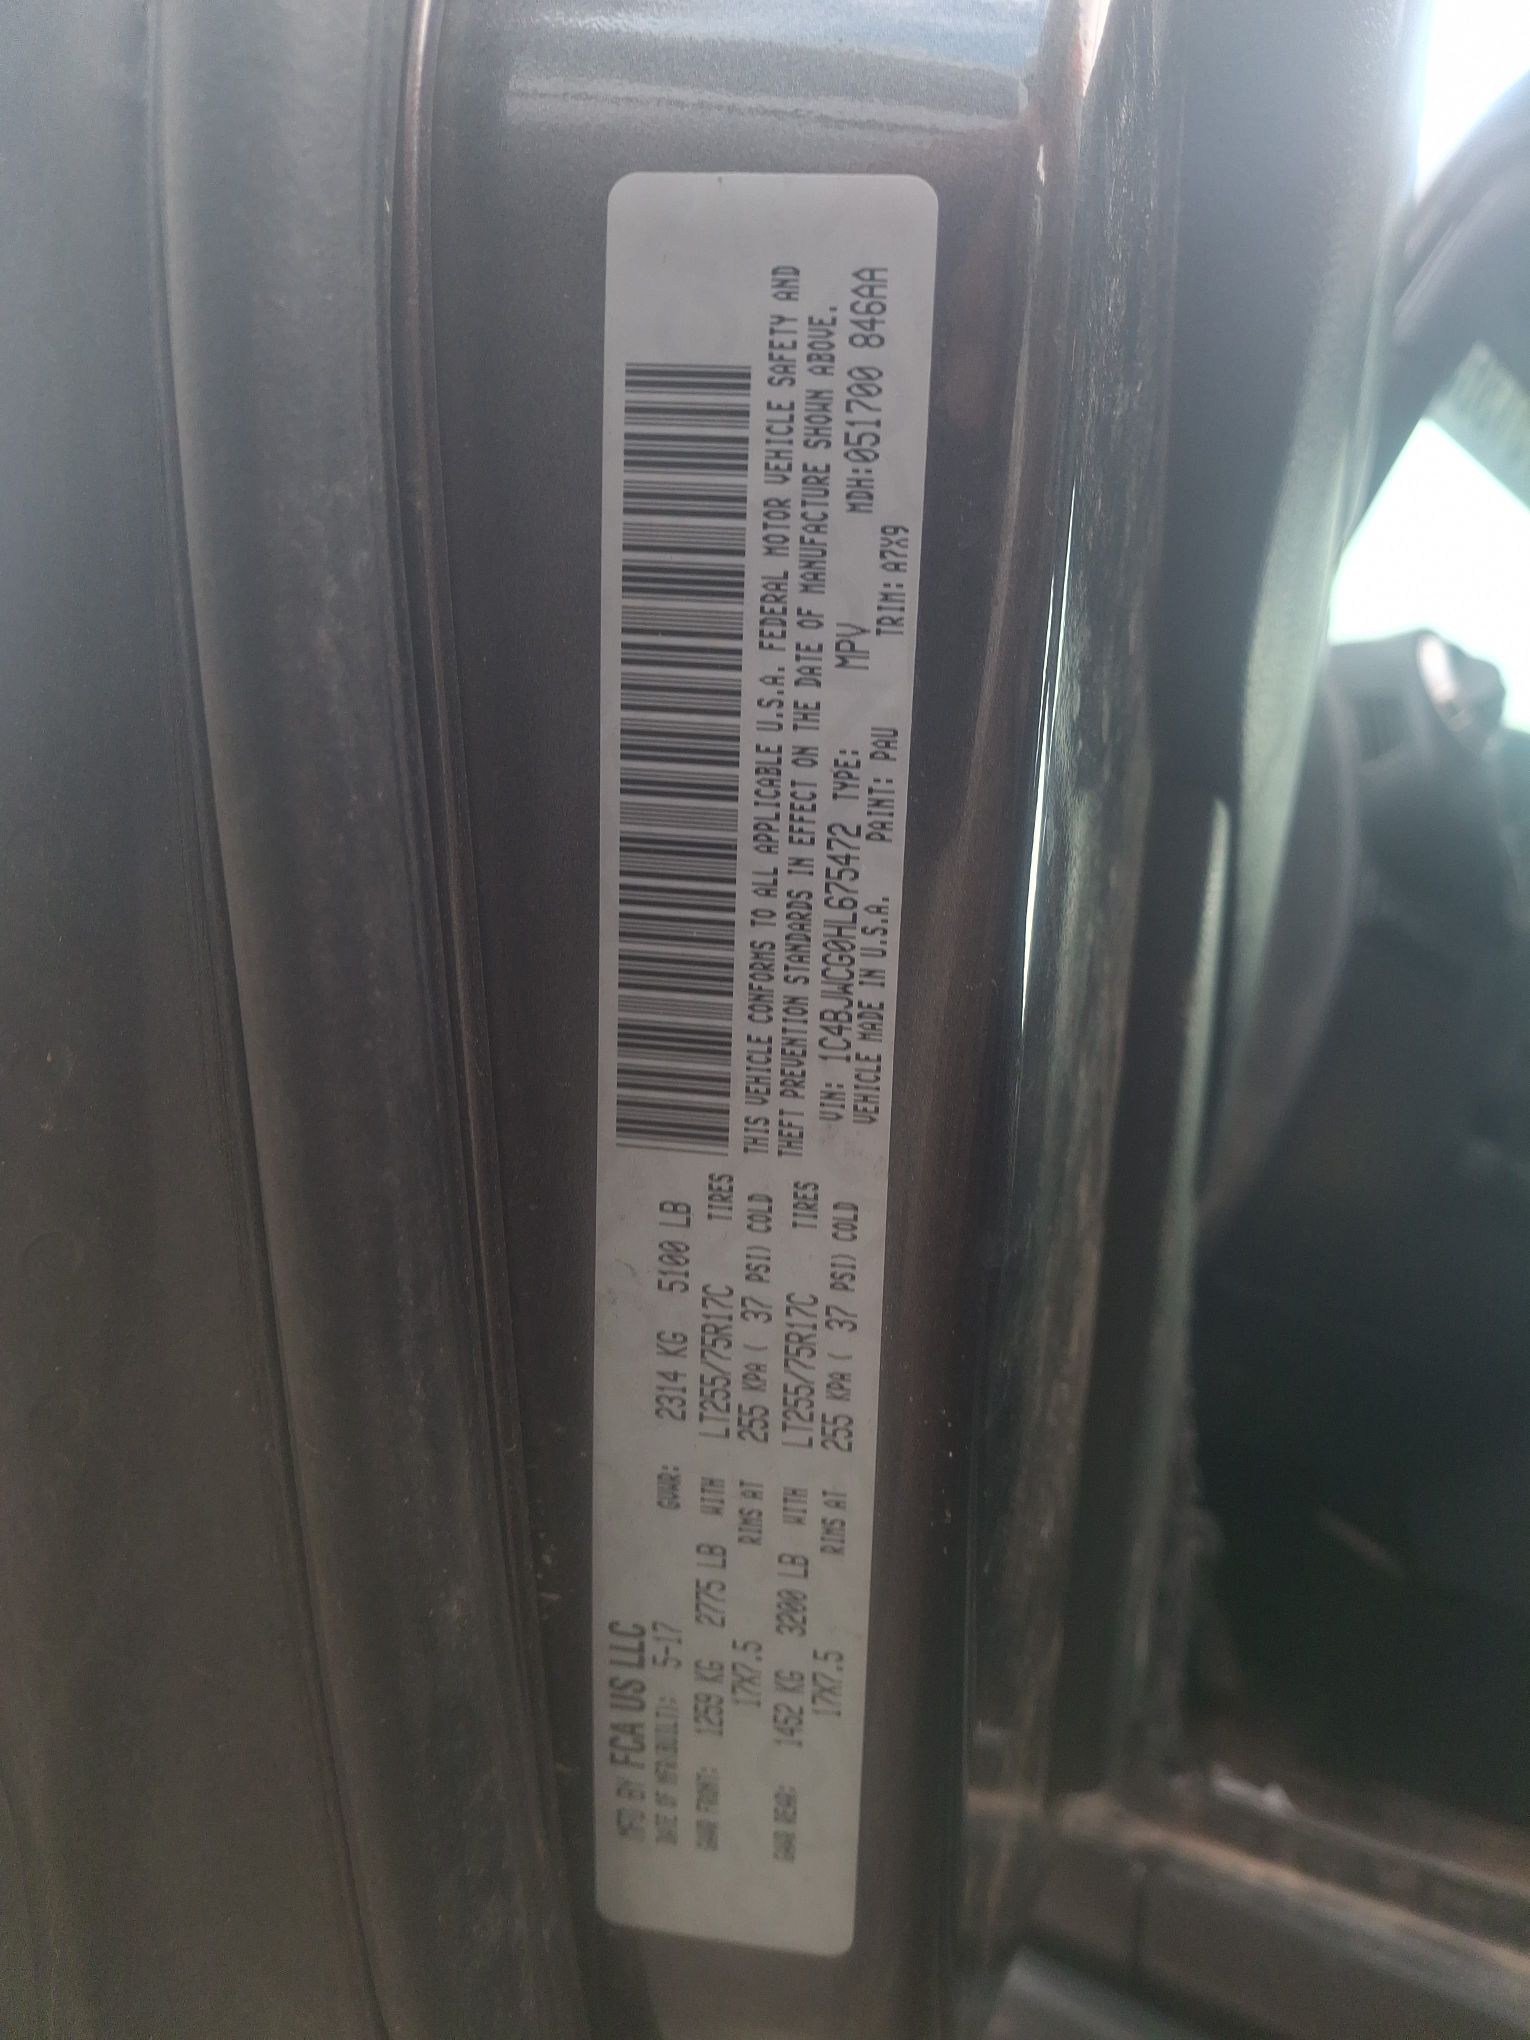 MFD BY FCA US LLC
DATE OF MFR(BUILT): 5-17 GVWR: 2314 KG 5100 LB
GAWR FRONT: 1259 KG 2775 LB WITH LT255/75R17C TIRES
17X7.5 RIMS AT 255 KPA ( 37 PSI) COLD
GAWR REAR: 1452 KG 3200 LB WITH LT255/75R17C TIRES
17X7.5 RIMS AT 255 KPA ( 37 PSI) COLD
THIS VEHICLE CONFORMS TO ALL APPLICABLE U.S.A. FEDERAL MOTOR VEHICLE SAFETY AND
THEFT PREVENTION STANDARDS IN EFFECT ON THE DATE OF MANUFACTURE SHOWN ABOVE.
VIN: 1C4BJWCG0HL675472 TYPE: MPV MDH:051700 846AA
VEHICLE MADE IN U.S.A. PAINT: PAU TRIM: A7X9